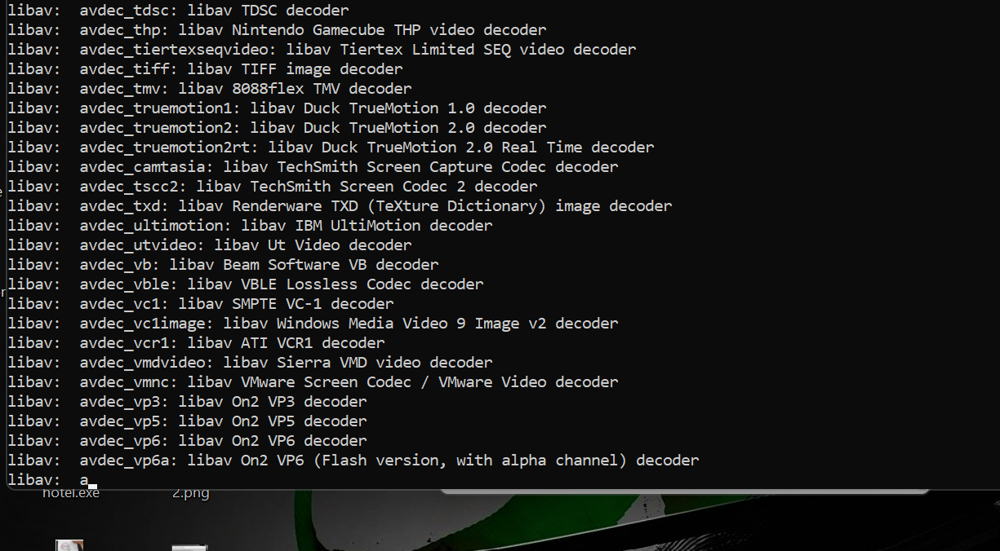 libav:  avdec_tdsc: libav TDSC decoder
libav:  avdec_thp: libav Nintendo Gamecube THP video decoder
libav:  avdec_tiertexseqvideo: libav Tiertex Limited SEQ video decoder
libav:  avdec_tiff: libav TIFF image decoder
libav:  avdec_tmv: libav 8088flex TMV decoder
libav:  avdec_truemotion1: libav Duck TrueMotion 1.0 decoder
libav:  avdec_truemotion2: libav Duck TrueMotion 2.0 decoder
libav:  avdec_truemotion2rt: libav Duck TrueMotion 2.0 Real Time decoder
libav:  avdec_camtasia: libav TechSmith Screen Capture Codec decoder
libav:  avdec_tscc2: libav TechSmith Screen Codec 2 decoder
libav:  avdec_txd: libav Renderware TXD (TeXture Dictionary) image decoder
libav:  avdec_ultimotion: libav IBM UltiMotion decoder
libav:  avdec_utvideo: libav Ut Video decoder
libav:  avdec_vb: libav Beam Software VB decoder
libav:  avdec_vble: libav VBLE Lossless Codec decoder
libav:  avdec_vc1: libav SMPTE VC-1 decoder
libav:  avdec_vc1image: libav Windows Media Video 9 Image v2 decoder
libav:  avdec_vcr1: libav ATI VCR1 decoder
libav:  avdec_vmdvideo: libav Sierra VMD video decoder
libav:  avdec_vmnc: libav VMware Screen Codec / VMware Video decoder
libav:  avdec_vp3: libav On2 VP3 decoder
libav:  avdec_vp5: libav On2 VP5 decoder
libav:  avdec_vp6: libav On2 VP6 decoder
libav:  avdec_vp6a: libav On2 VP6 (Flash version, with alpha channel) decoder
libav:  a
hotel.exe 2.png